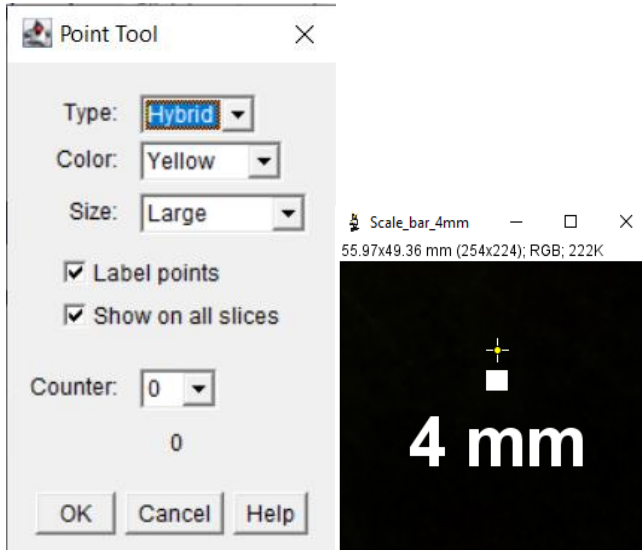 Point Tool
Type: Hybrid
Color: Yellow
Size: Large
Label points
Show on all slices
Counter: 0
0
OK Cancel Help
Scale_bar_4mm
55.97x49.36 mm (254x224); RGB; 222K
4 mm